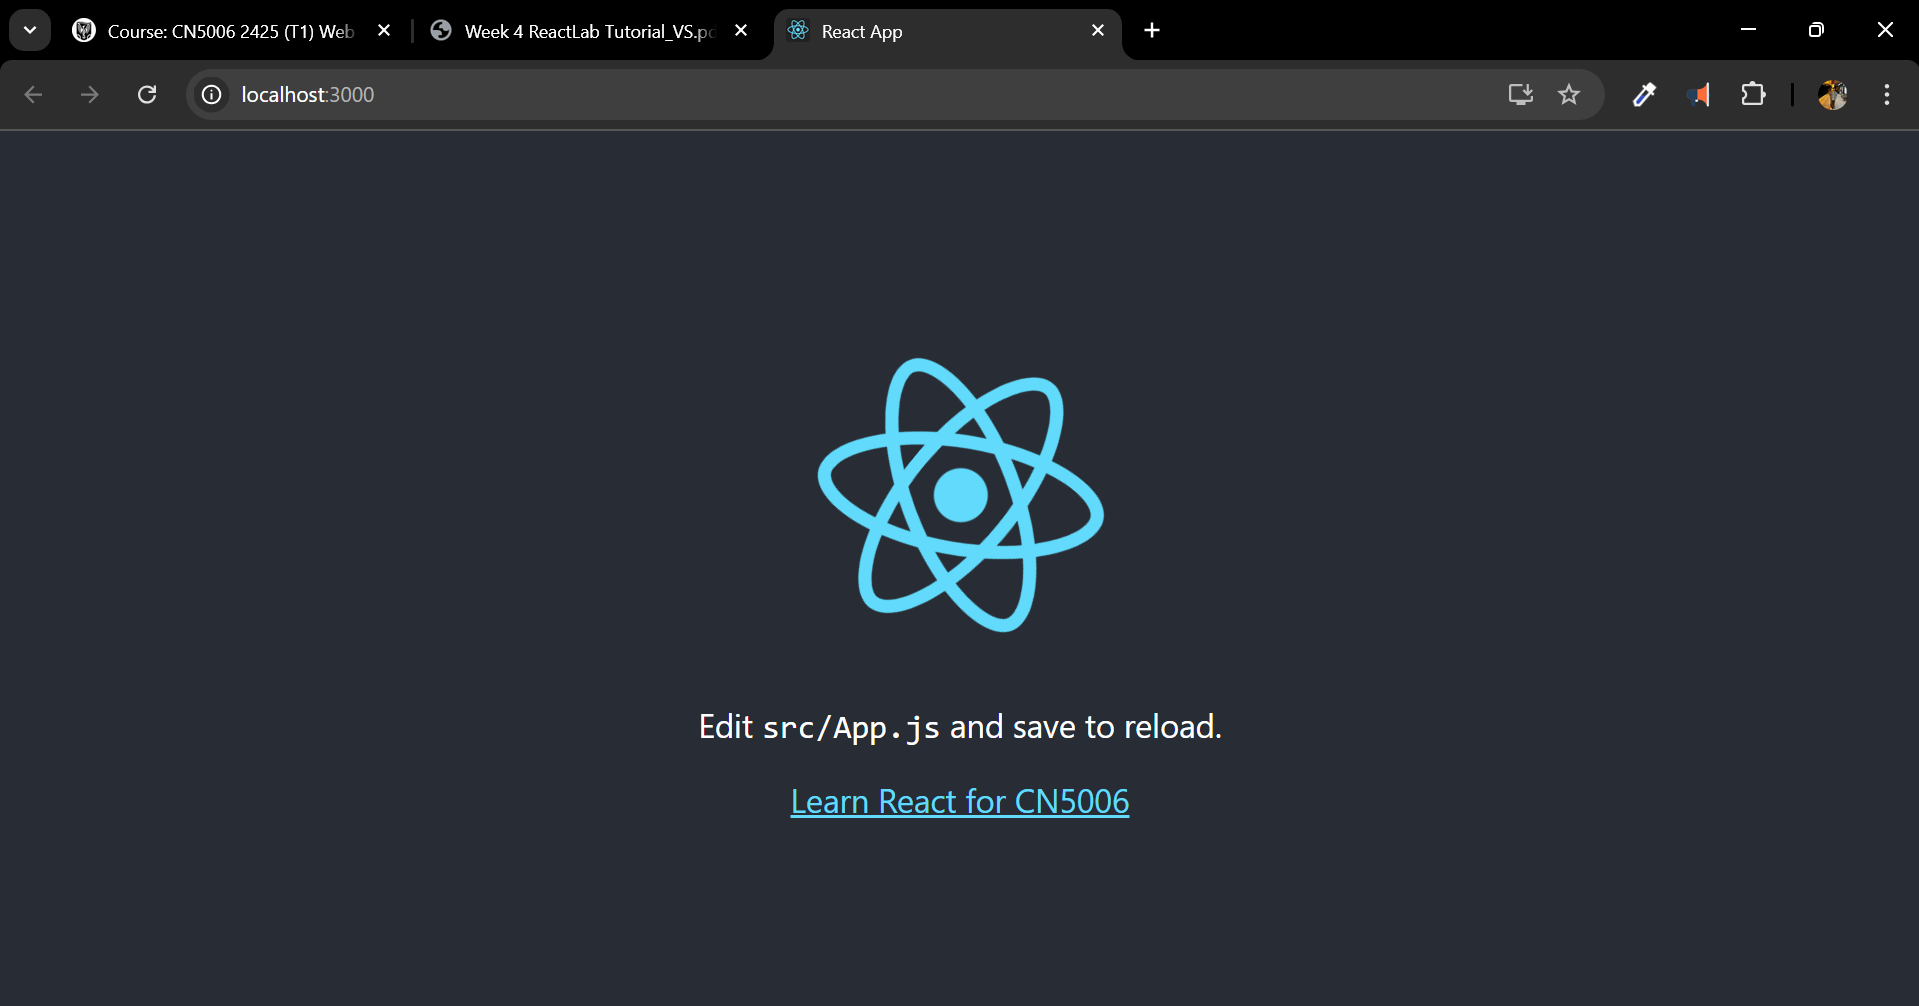 Course: CN5006 2425 (T1) Web
Week 4 ReactLab Tutorial_VS.pd
React App
localhost:3000
Edit src/App.js and save to reload.
Learn React for CN5006